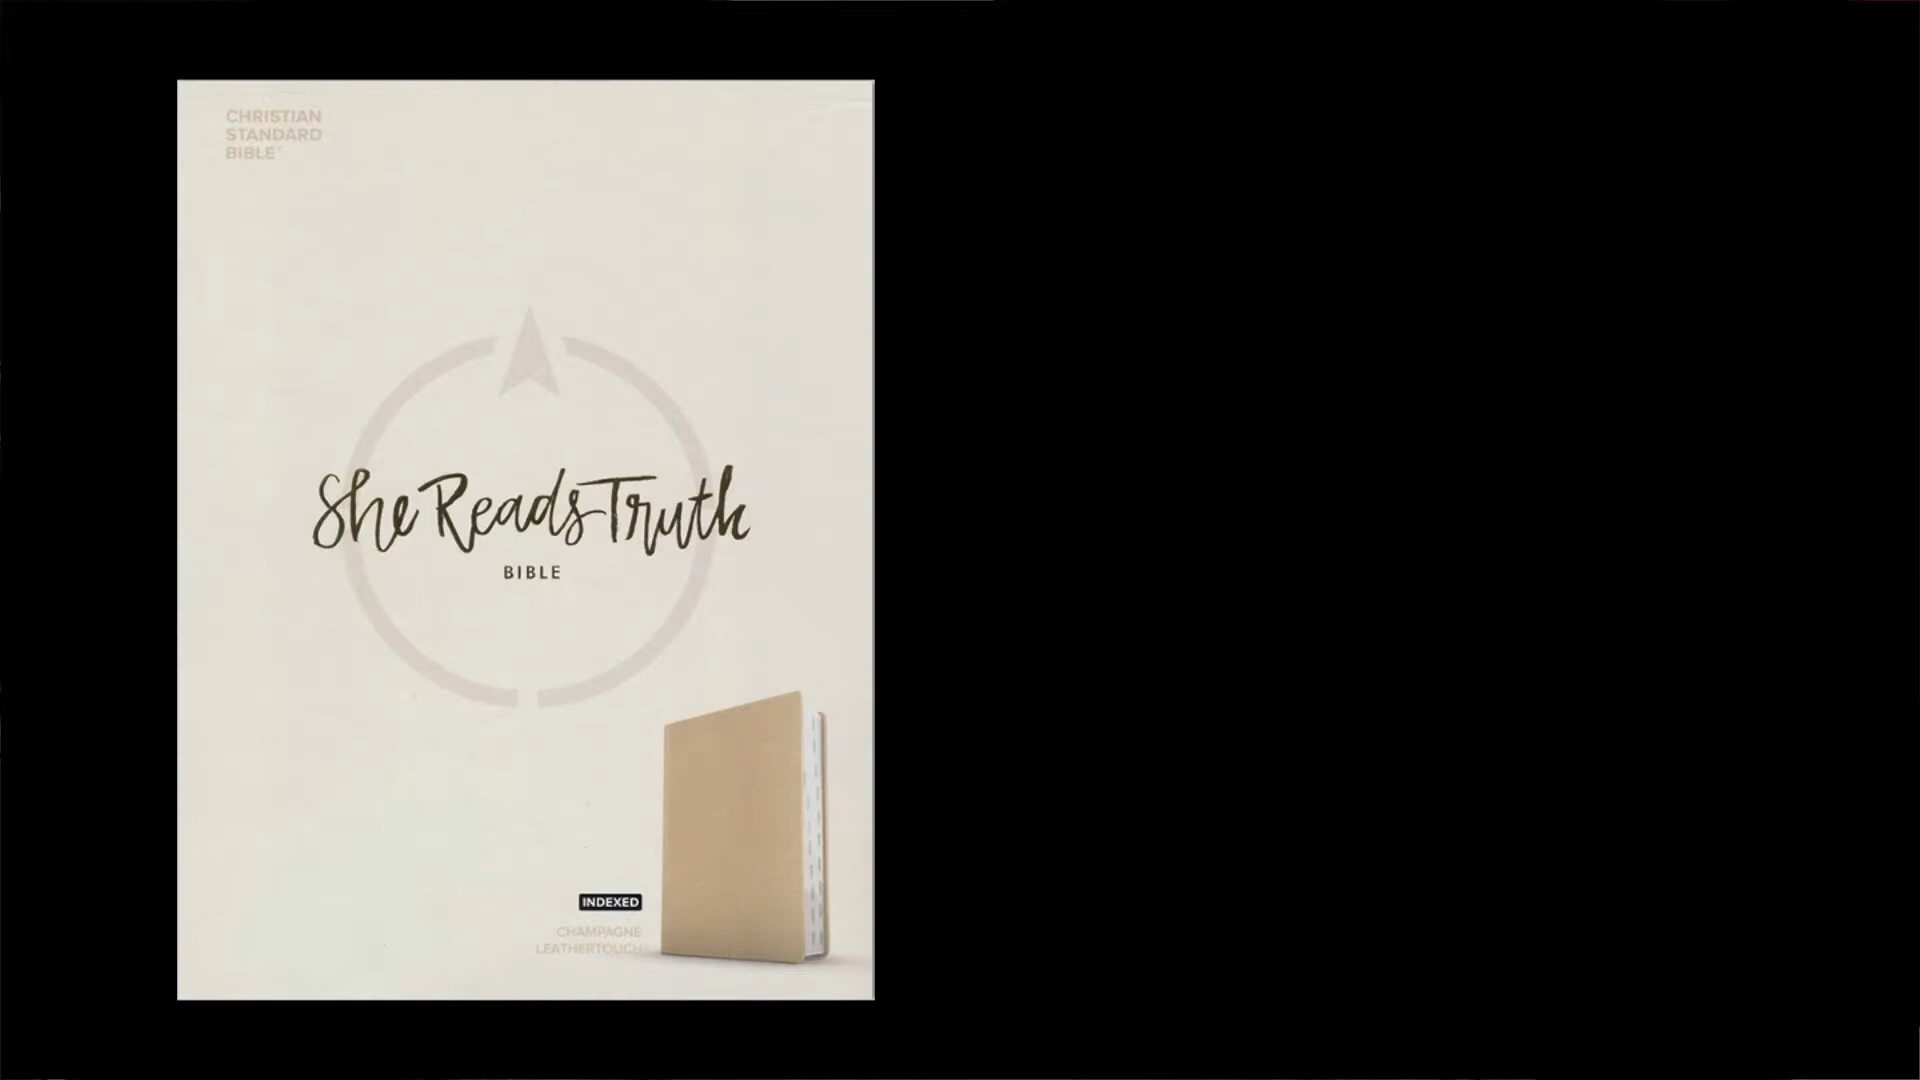 CHRISTIAN
STANDARD
BIBLE®
She Reads Truth
BIBLE
INDEXED
CHAMPAGNE
LEATHERTOUCH